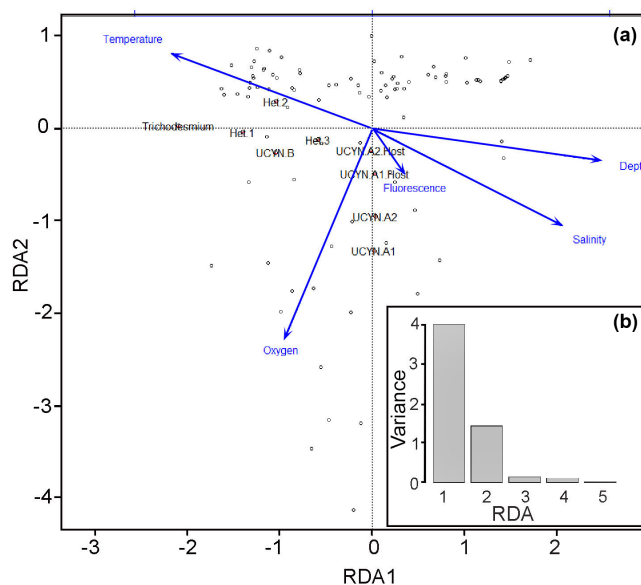 (a)
Temperature
Het.2
Trichodesmium
Het.1
Het.3
UCYN.B
UCYN.A2.Host
UCYN.A1.Host
Fluorescence
Dept
UCYN.A2
Salinity
UCYN.A1
Oxygen
1
0
-1
-2
-3
-4
RDA2
-3
-2
-1
0
1
2
RDA1
(b)
4
3
2
1
0
Variance
1 2 3 4 5
RDA